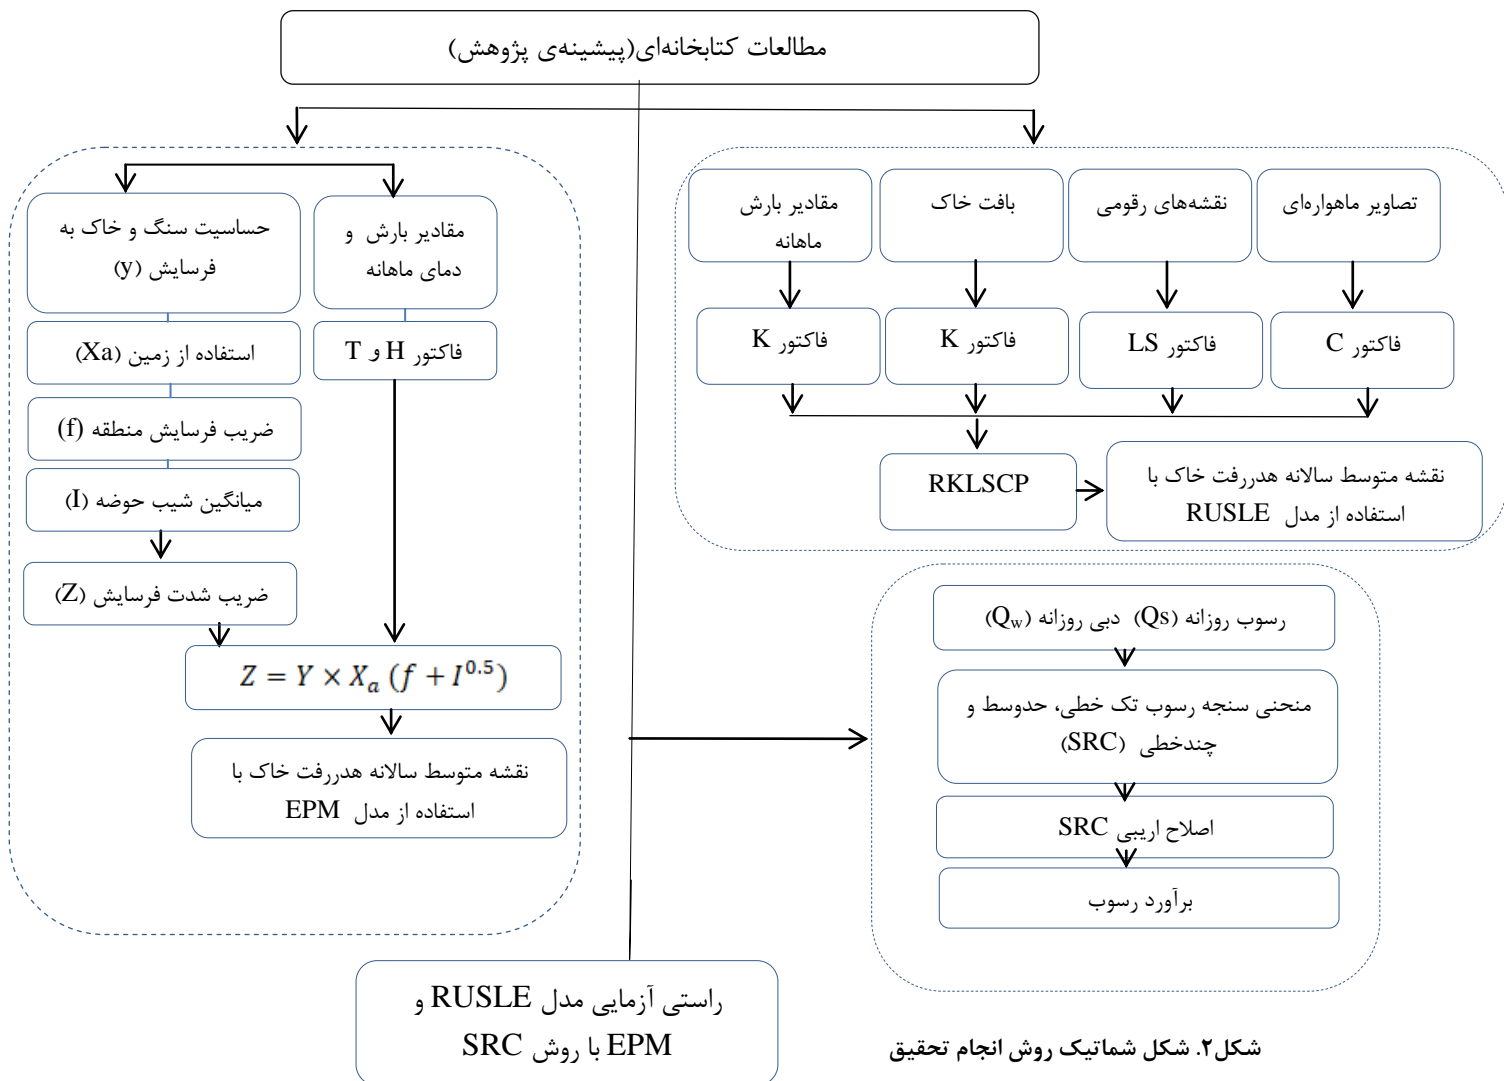 مطالعات کتابخانه‌ای(پیشینه‌ی پژوهش)
تصاویر ماهواره‌ای
نقشه‌های رقومی
بافت خاک
مقادیر بارش
ماهانه
فاکتور C
فاکتور LS
فاکتور K
فاکتور K
RKLSCP
نقشه متوسط سالانه هدررفت خاک با
استفاده از مدل RUSLE
مقادیر بارش و
دمای ماهانه
حساسیت سنگ و خاک به
فرسایش (y)
فاکتور H و T
استفاده از زمین (Xa)
ضریب فرسایش منطقه (f)
میانگین شیب حوضه (I)
ضریب شدت فرسایش (Z)
Z = Y × X_a (f + I^0.5)
نقشه متوسط سالانه هدررفت خاک با
استفاده از مدل EPM
رسوب روزانه (Qs) دبی روزانه (Qw)
منحنی سنجه رسوب تک خطی، حدوسط و
چندخطی (SRC)
اصلاح اریبی SRC
برآورد رسوب
راستی آزمایی مدل RUSLE و
EPM با روش SRC
شکل۲. شکل شماتیک روش انجام تحقیق